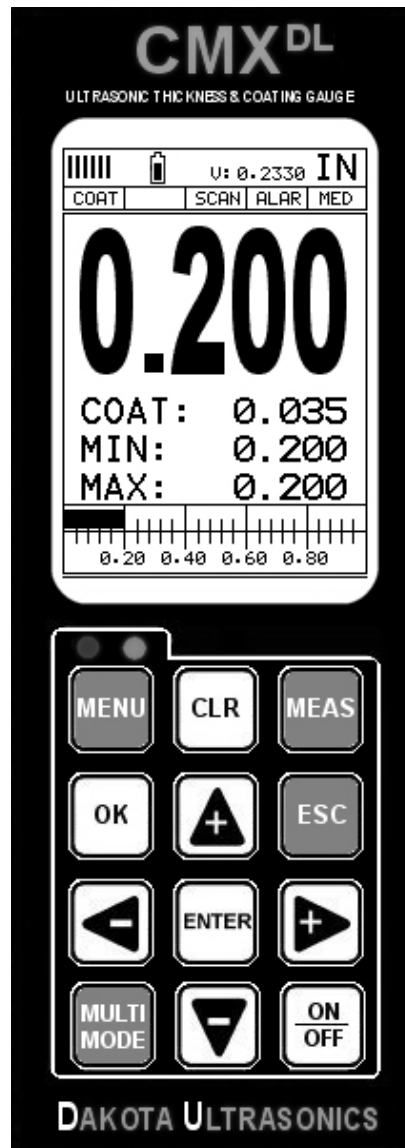 CMX DL
ULTRASONIC THICKNESS & COATING GAUGE
V: 0.2330 IN
COAT SCAN ALAR MED
0.200
COAT: 0.035
MIN: 0.200
MAX: 0.200
0.20 0.40 0.60 0.80
MENU CLR MEAS
OK + ESC
- ENTER +
MULTI MODE - ON OFF
DAKOTA ULTRASONICS